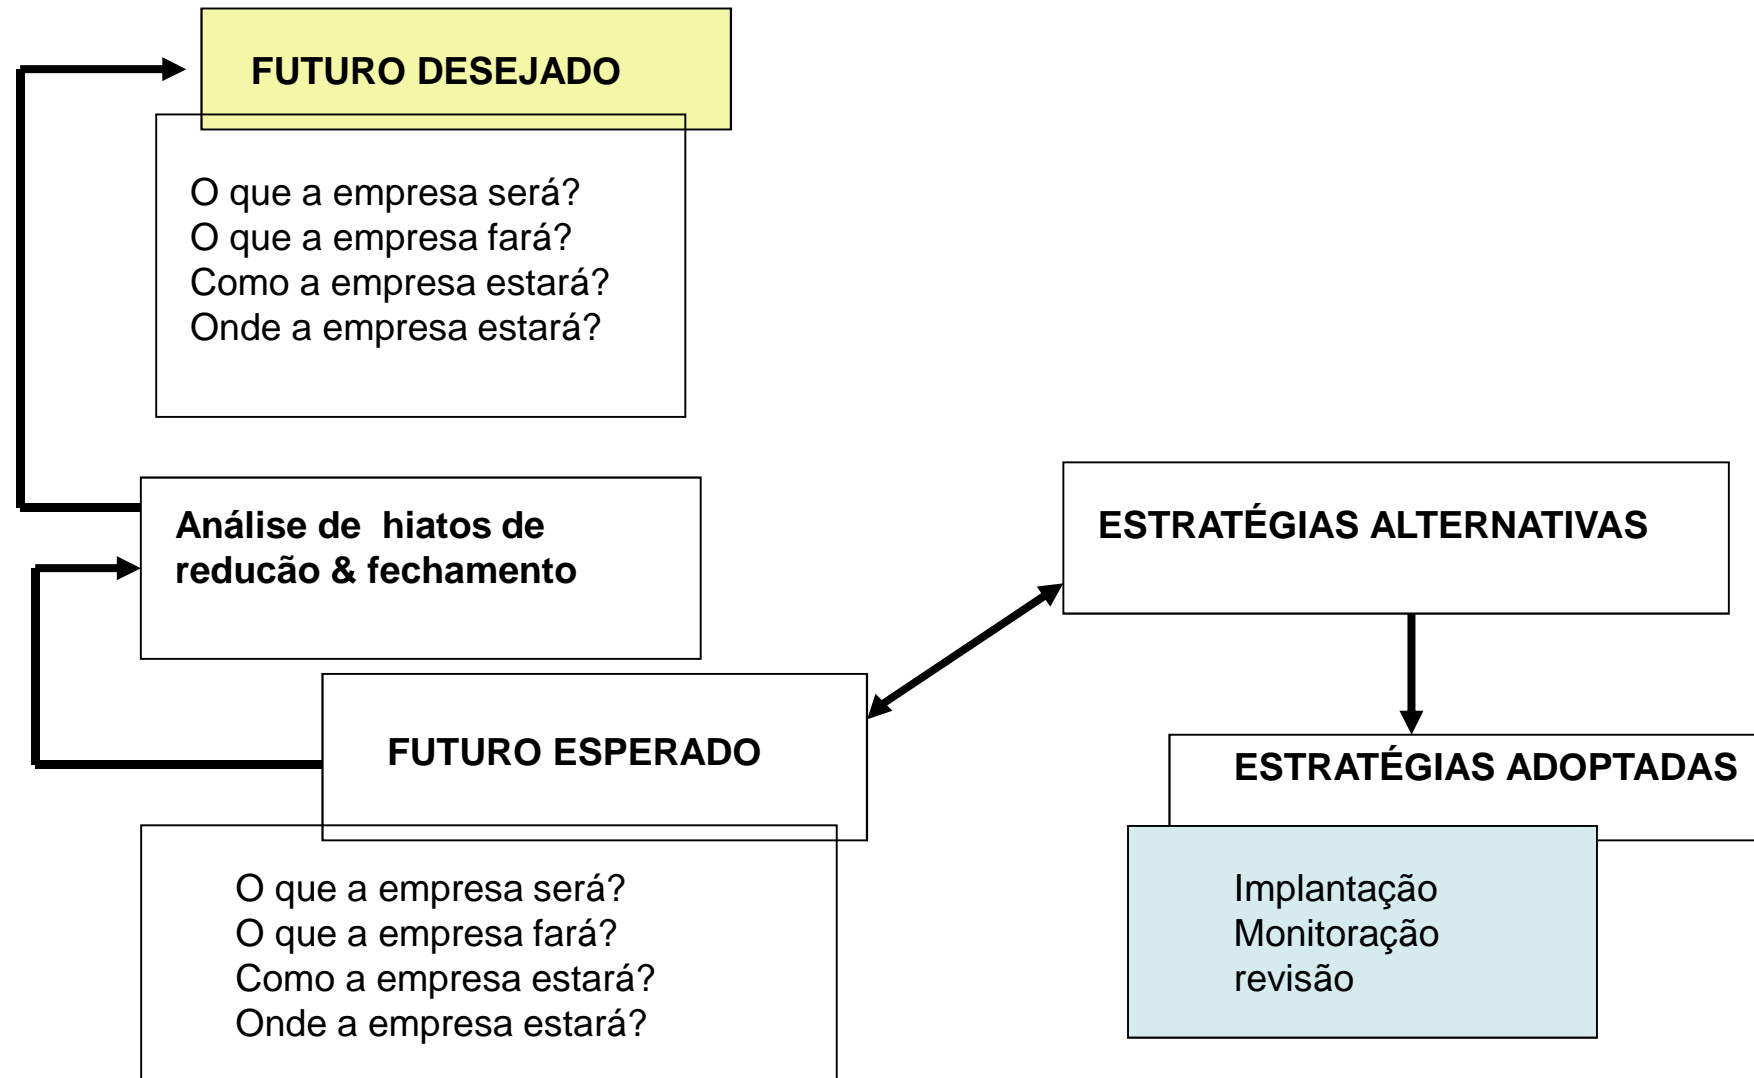 FUTURO DESEJADO
O que a empresa será?
O que a empresa fará?
Como a empresa estará?
Onde a empresa estará?
Análise de  hiatos de
reducão & fechamento
FUTURO ESPERADO
O que a empresa será?
O que a empresa fará?
Como a empresa estará?
Onde a empresa estará?
ESTRATÉGIAS ALTERNATIVAS
ESTRATÉGIAS ADOPTADAS
Implantação
Monitoração
revisão